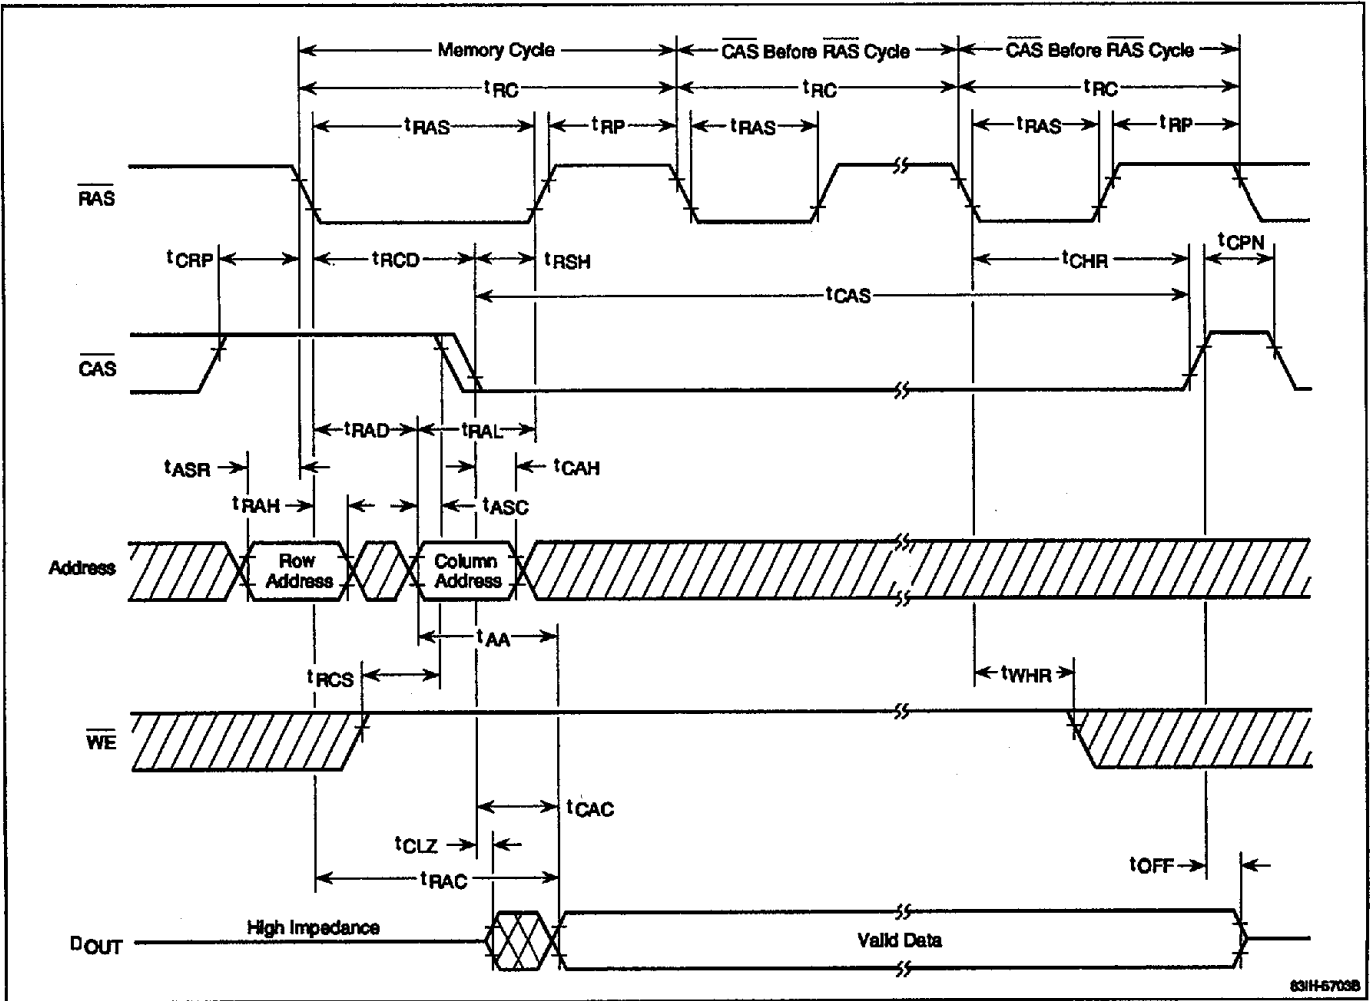 Memory Cycle
CAS Before RAS Cycle
CAS Before RAS Cycle
tRC
tRC
tRC
tRAS
tRP
tRAS
tRAS
tRP
RAS
tCRP
tRCD
tRSH
tCHR
tCPN
tCAS
CAS
tRAD
tRAL
tASR
tCAH
tRAH
tASC
Address
Row
Address
Column
Address
tAA
tRCS
tWHR
WE
tCAC
tCLZ
tOFF
tRAC
DOUT
High Impedance
Valid Data
83IH-5703B